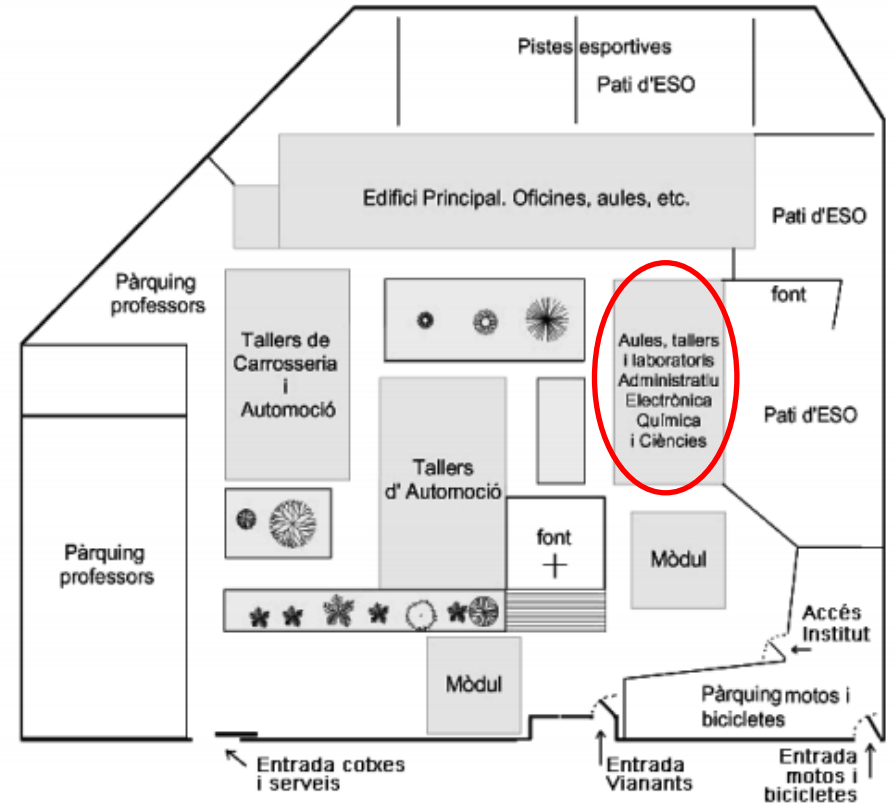 Pistes esportives
Pati d'ESO
Edifici Principal. Oficines, aules, etc.
Pati d'ESO
Pàrquing
professors
font
Tallers de
Carrosseria
i
Automoció
Aules, tallers
i laboratoris
Administratiu
Electrònica
Química
i Ciències
Pati d'ESO
Tallers
d' Automoció
font
Mòdul
Pàrquing
professors
Accés
Institut
Mòdul
Pàrquing motos i
bicicletes
Entrada cotxes
i serveis
Entrada
Vianants
Entrada
motos i
bicicletes